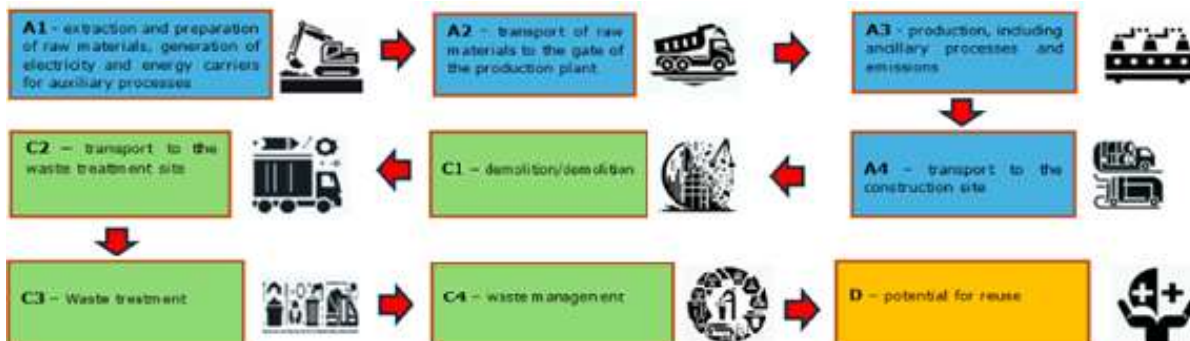 A1 - extraction and preparation
of raw materials, generation of
electricity and energy carriers
for auxiliary processes
A2 - transport of raw
materials to the gate of
the production plant
A3 - production, including
ancillary processes and
emissions
C2 – transport to the
waste treatment site
C1 – demolition/demolition
A4 – transport to the
construction site
C3 – Waste treatment
C4 – waste management
D – potential for reuse